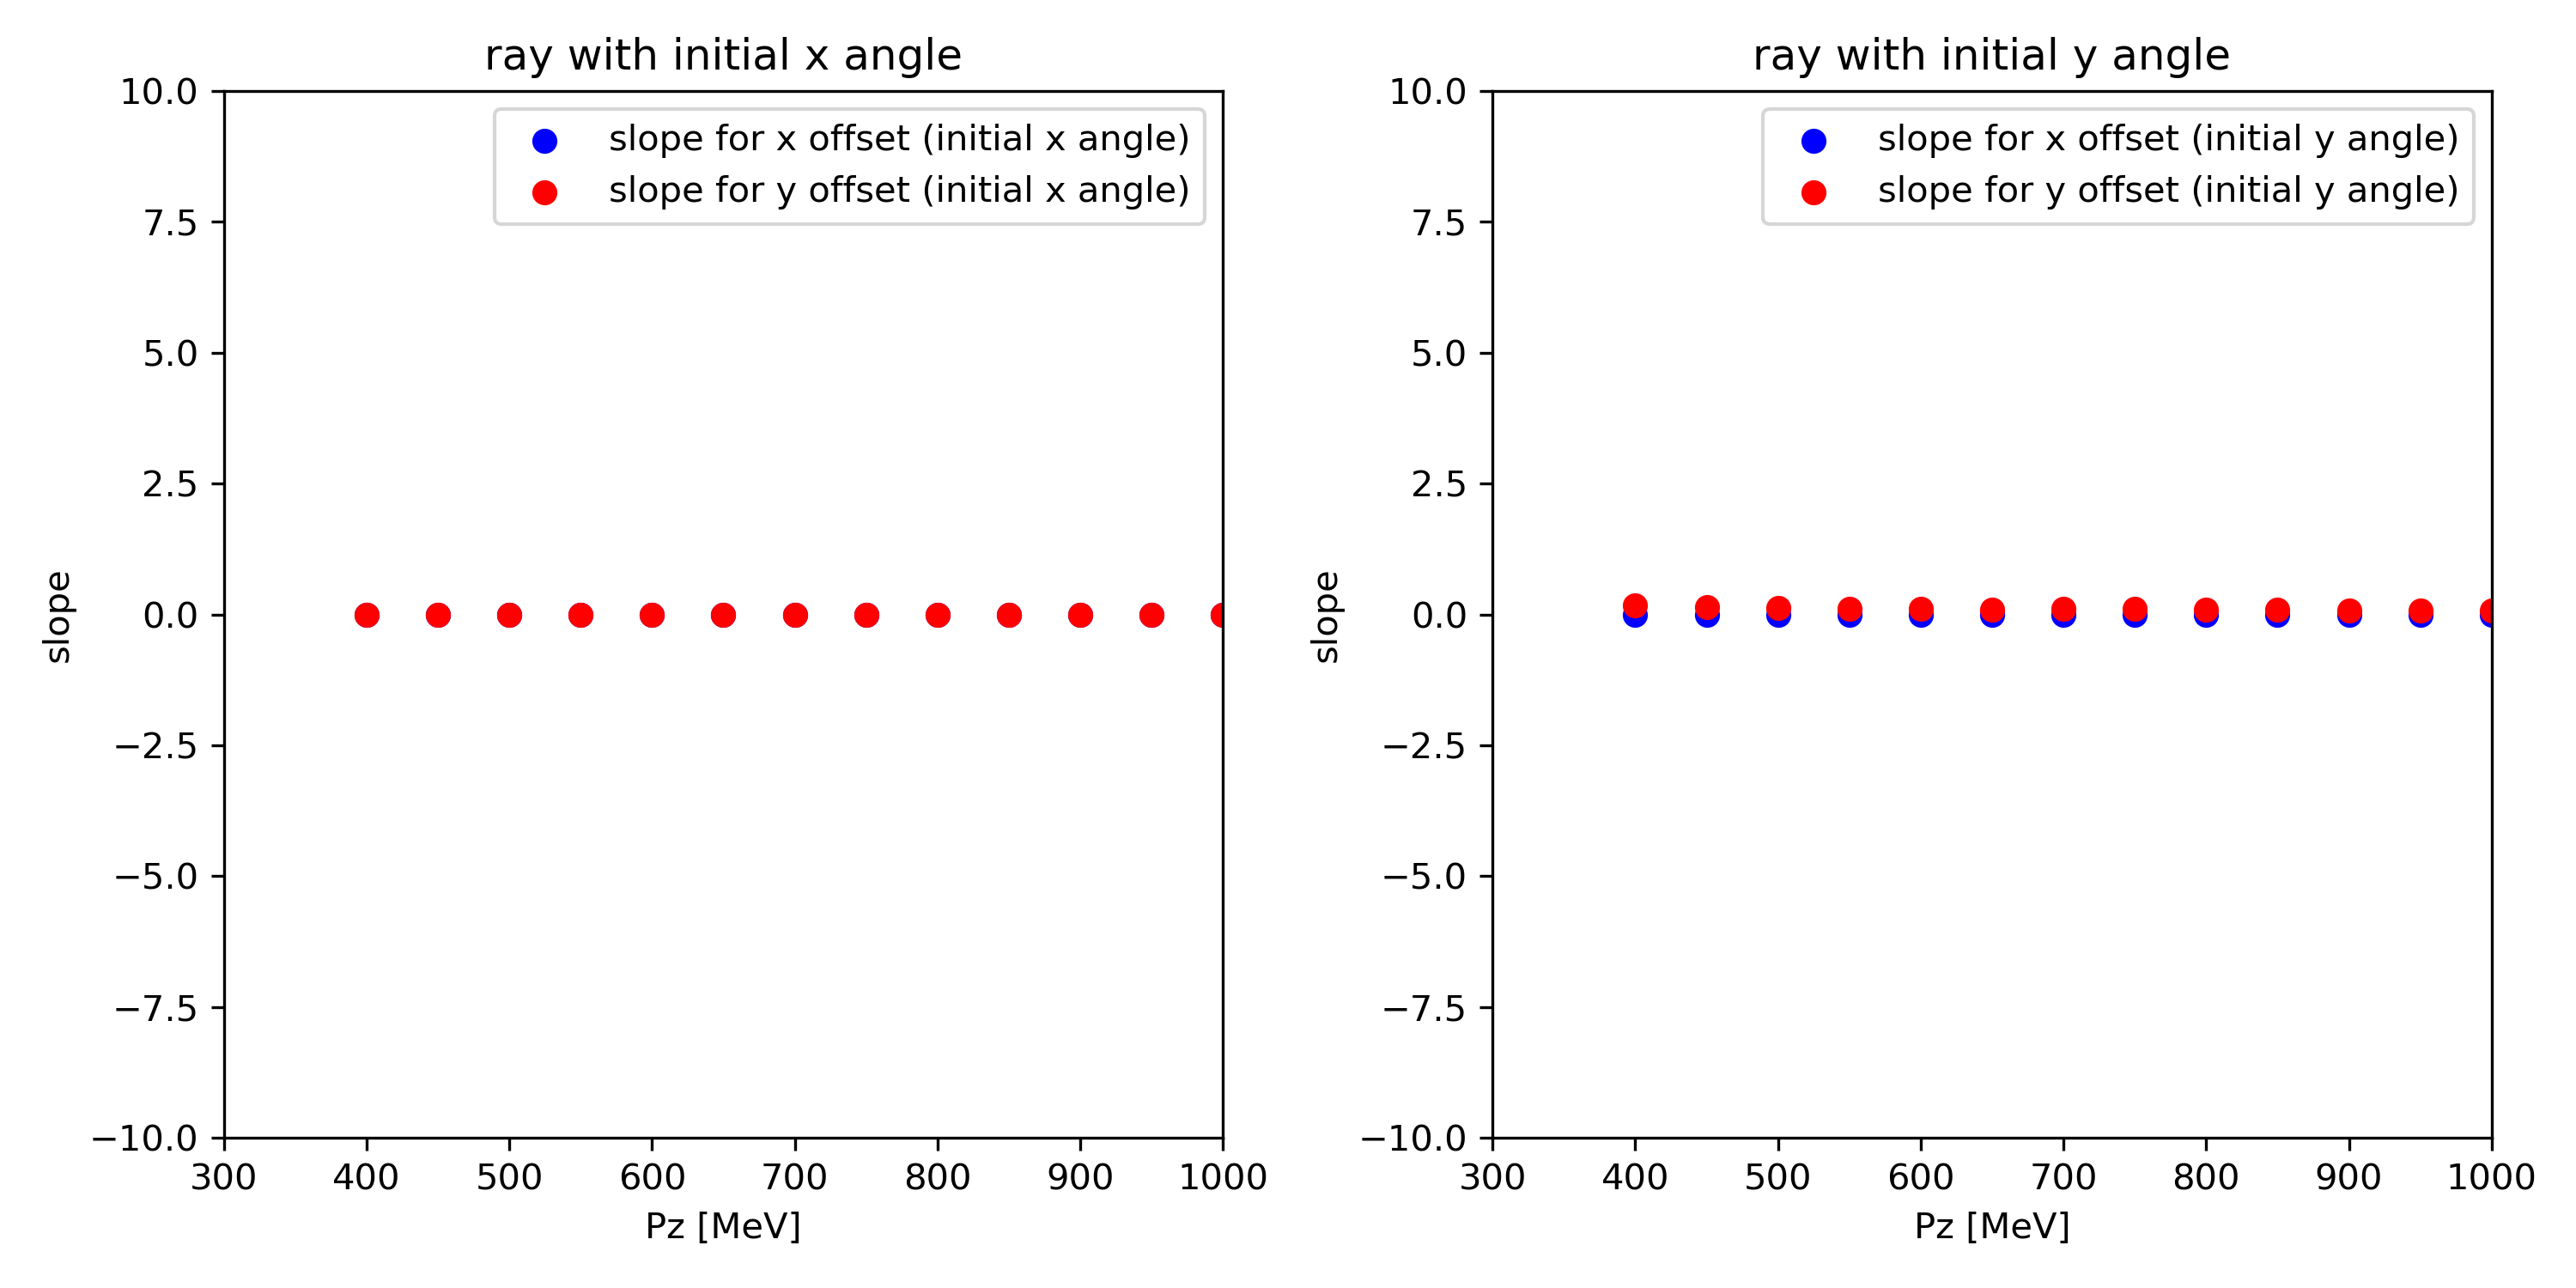 ray with initial x angle
10.0
7.5
5.0
2.5
0.0
−2.5
−5.0
−7.5
−10.0
slope
slope for x offset (initial x angle)
slope for y offset (initial x angle)
300 400 500 600 700 800 900 1000
Pz [MeV]
ray with initial y angle
10.0
7.5
5.0
2.5
0.0
−2.5
−5.0
−7.5
−10.0
slope
slope for x offset (initial y angle)
slope for y offset (initial y angle)
300 400 500 600 700 800 900 1000
Pz [MeV]